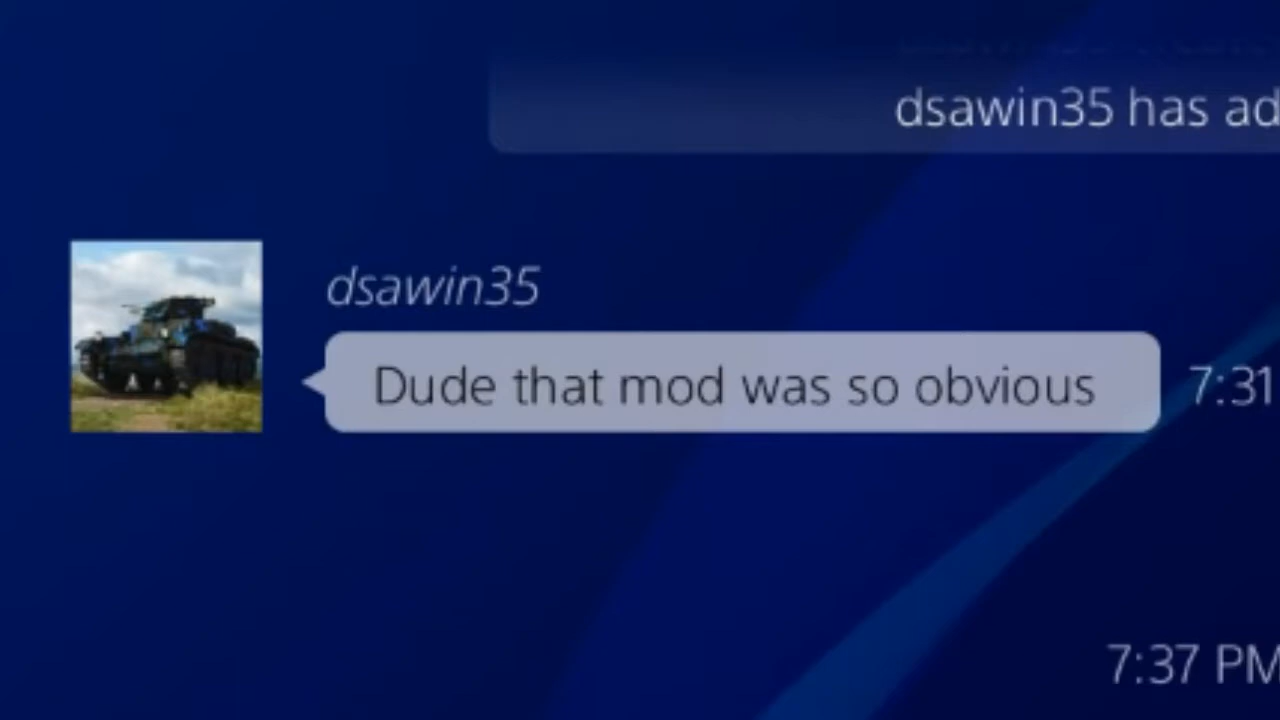 dsawin35 has ad
dsawin35
Dude that mod was so obvious
7:31
7:37 PM